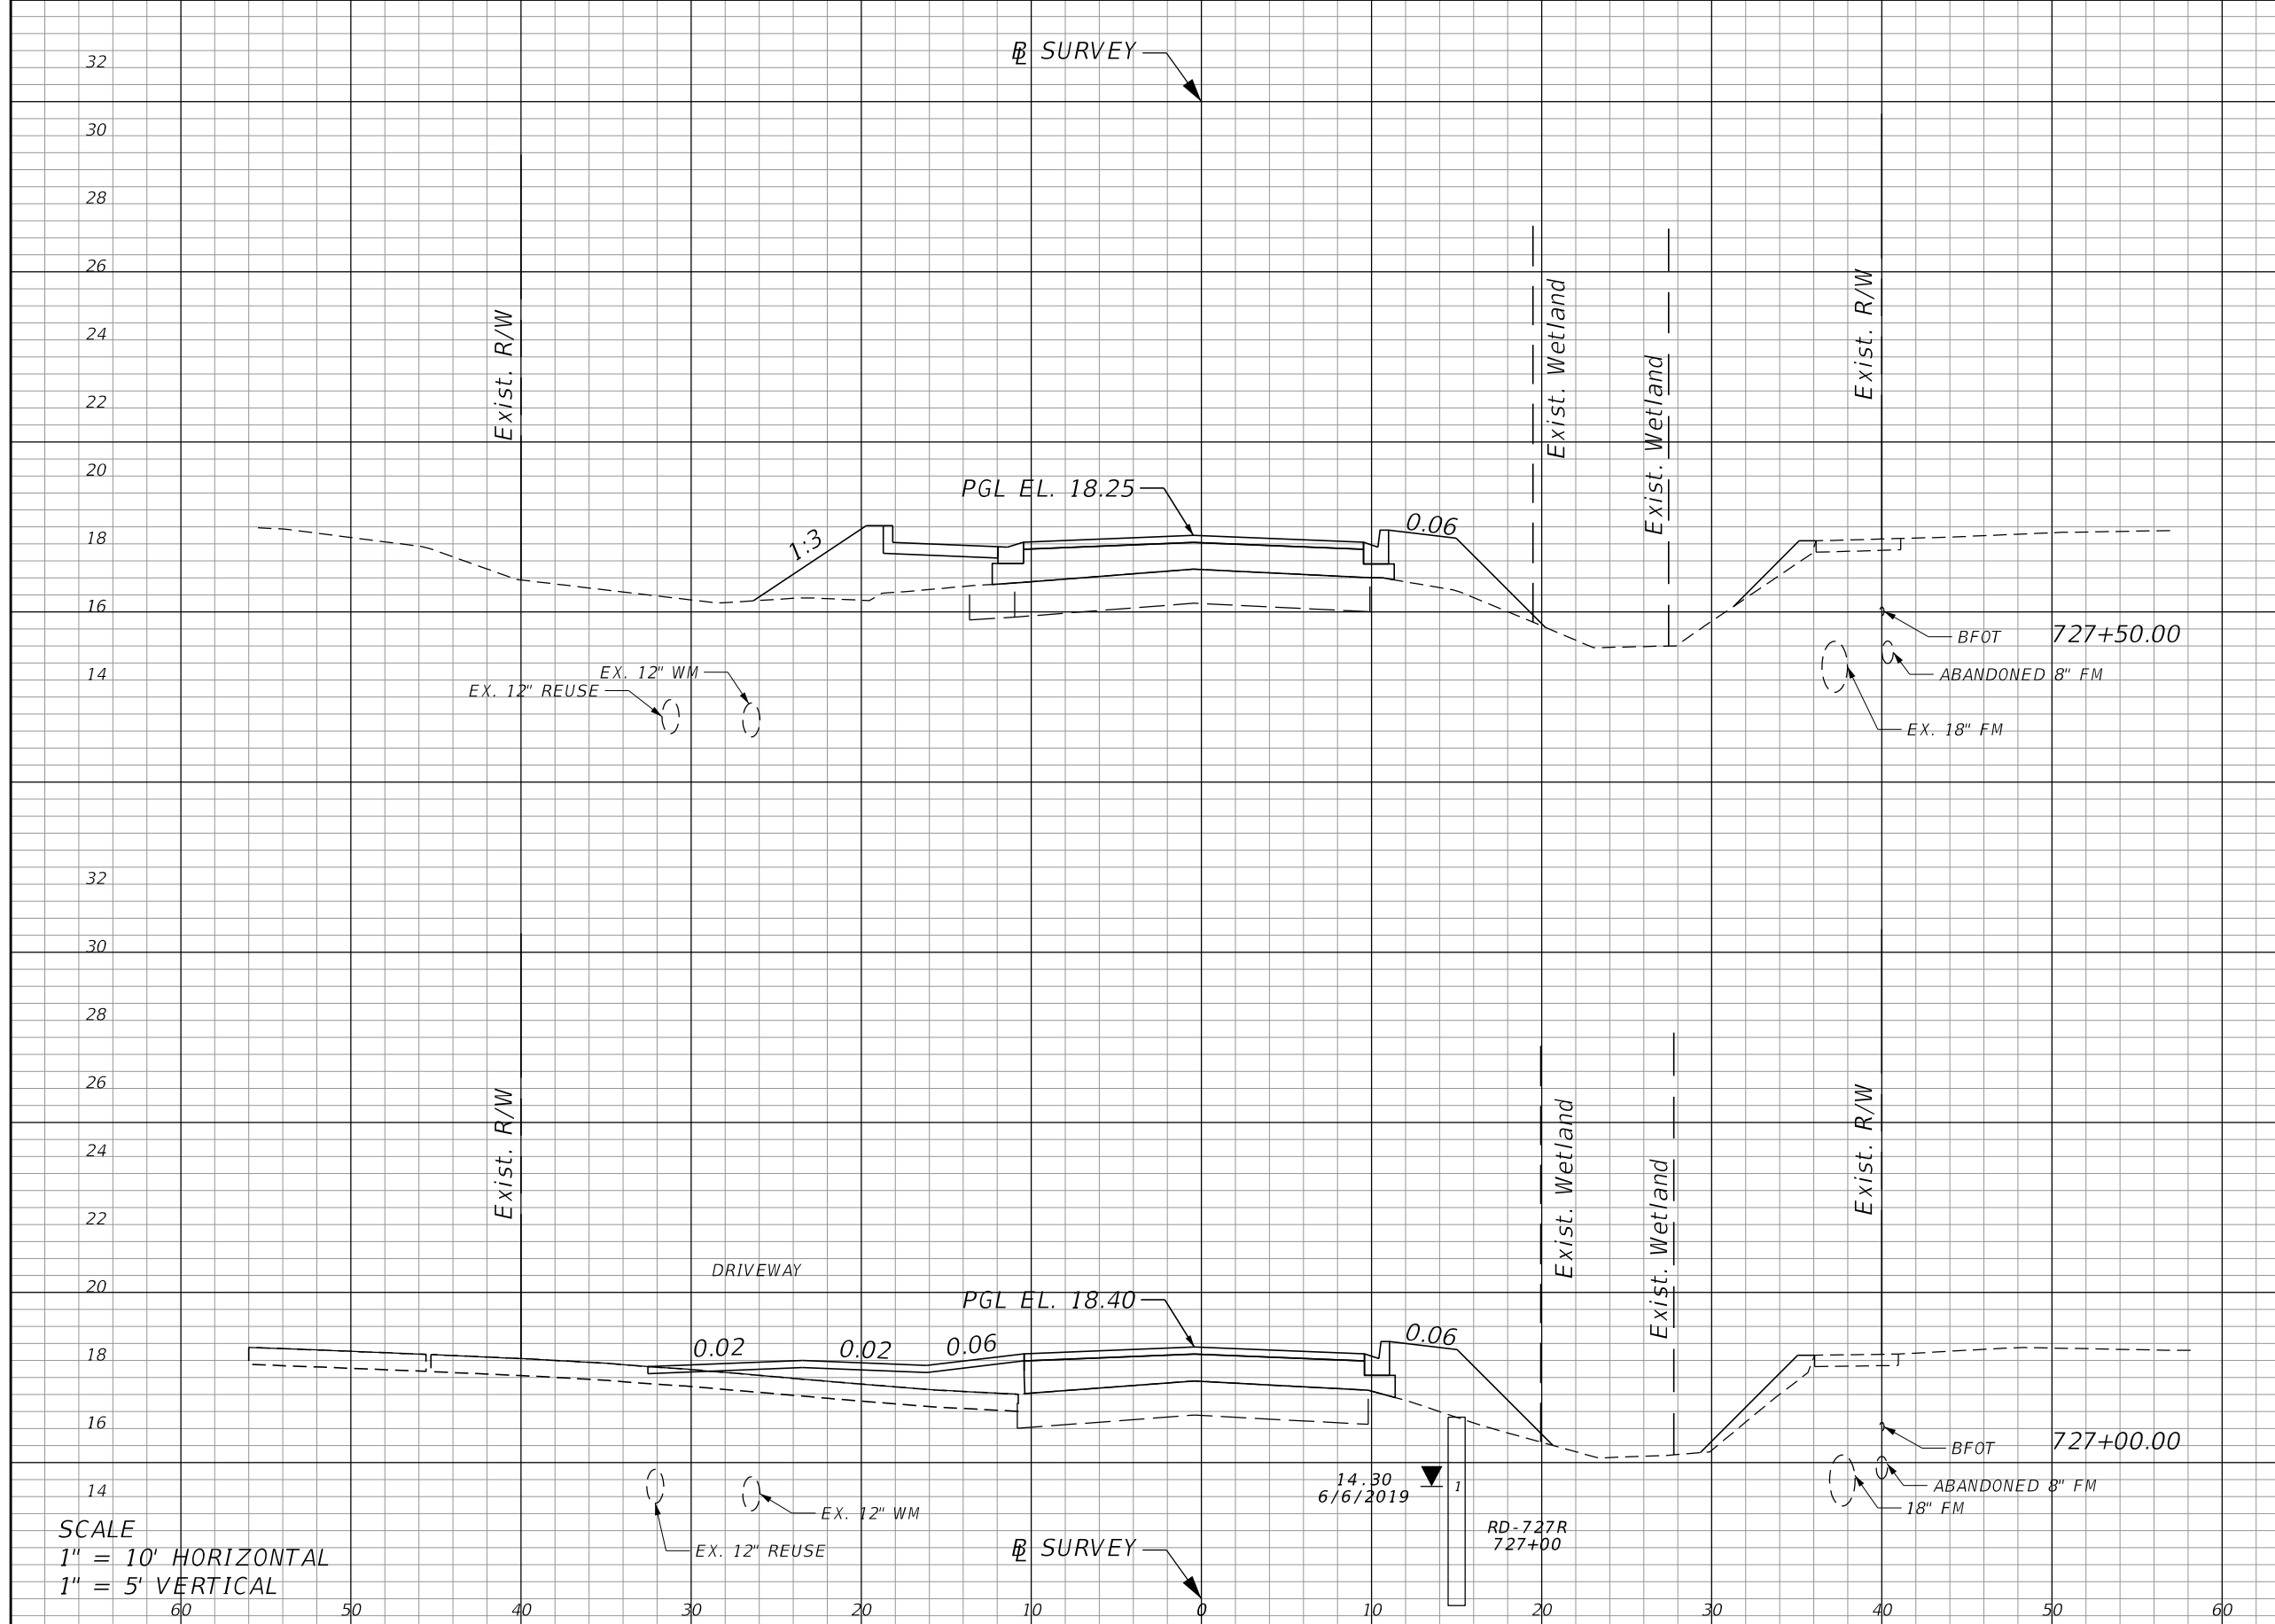 32
℄ SURVEY
30
28
26
Exist. R/W
Exist. Wetland
Exist. Wetland
Exist. R/W
24
22
20
PGL EL. 18.25
0.06
18
1:3
16
BFOT
727+50.00
EX. 12" WM
14
ABANDONED 8" FM
EX. 12" REUSE
EX. 18" FM
32
30
28
26
Exist. R/W
Exist. Wetland
Exist. Wetland
Exist. R/W
24
22
20
DRIVEWAY
PGL EL. 18.40
0.06
18
0.02
0.02
0.06
16
BFOT
727+00.00
14
14.30
6/6/2019
1
ABANDONED 8" FM
18" FM
EX. 12" WM
RD-727R
727+00
EX. 12" REUSE
℄ SURVEY
SCALE
1" = 10' HORIZONTAL
1" = 5' VERTICAL
60 50 40 30 20 10 0 10 20 30 40 50 60